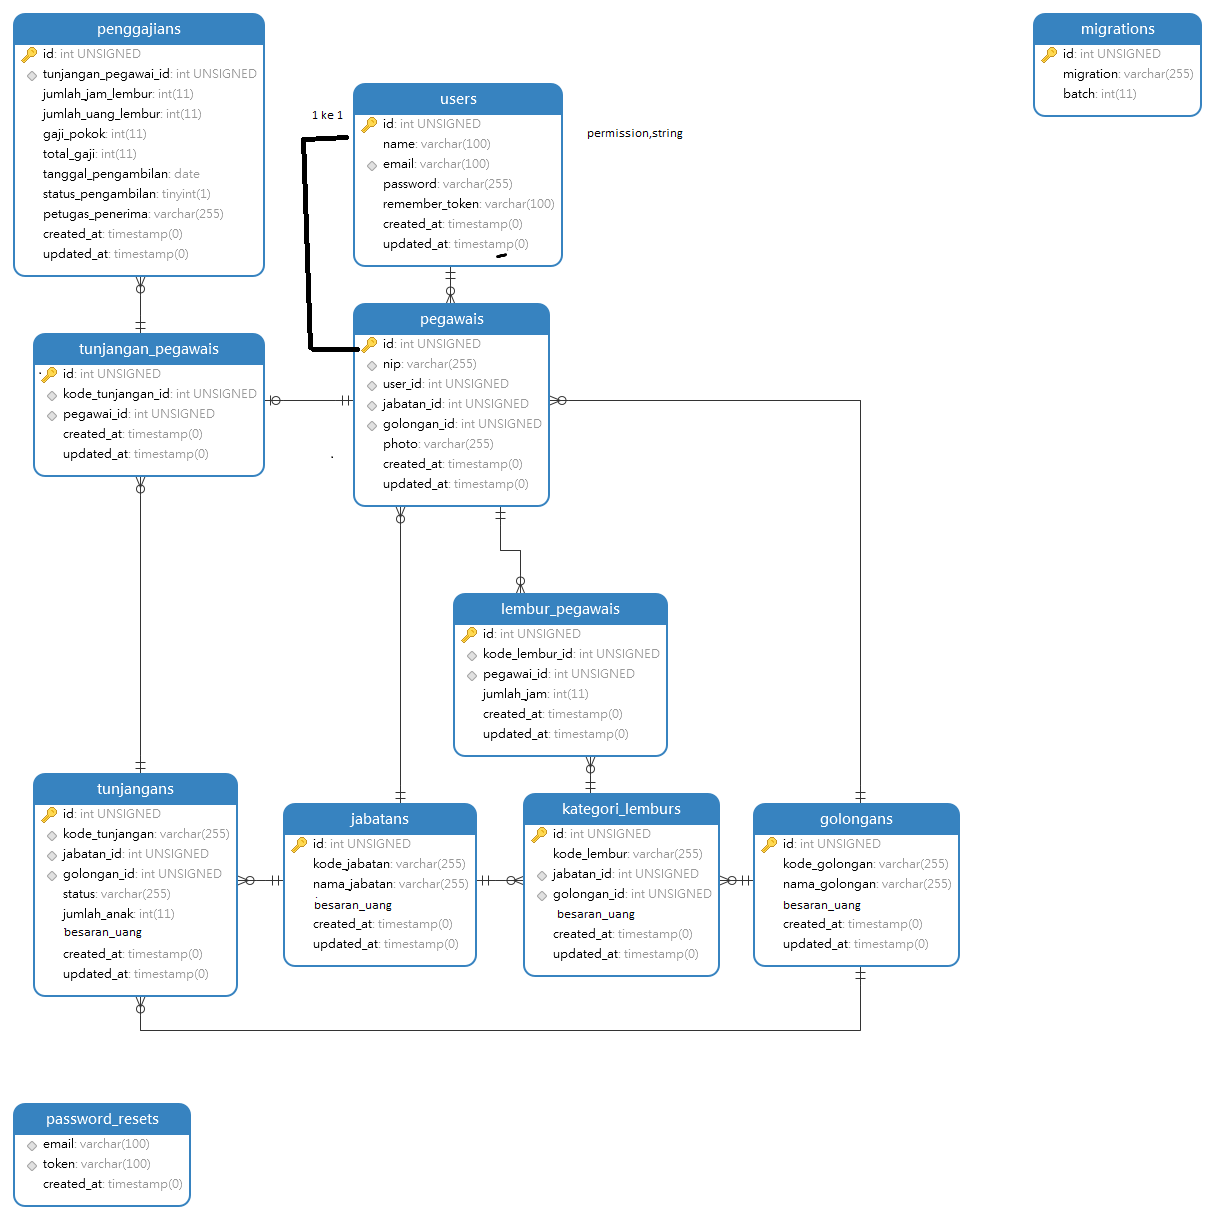 penggajians
id: int UNSIGNED
tunjangan_pegawai_id: int UNSIGNED
jumlah_jam_lembur: int(11)
jumlah_uang_lembur: int(11)
gaji_pokok: int(11)
total_gaji: int(11)
tanggal_pengambilan: date
status_pengambilan: tinyint(1)
petugas_penerima: varchar(255)
created_at: timestamp(0)
updated_at: timestamp(0)
migrations
id: int UNSIGNED
migration: varchar(255)
batch: int(11)
1 ke 1
users
id: int UNSIGNED
name: varchar(100)
email: varchar(100)
password: varchar(255)
remember_token: varchar(100)
created_at: timestamp(0)
updated_at: timestamp(0)
permission,string
tunjangan_pegawais
id: int UNSIGNED
kode_tunjangan_id: int UNSIGNED
pegawai_id: int UNSIGNED
created_at: timestamp(0)
updated_at: timestamp(0)
pegawais
id: int UNSIGNED
nip: varchar(255)
user_id: int UNSIGNED
jabatan_id: int UNSIGNED
golongan_id: int UNSIGNED
photo: varchar(255)
created_at: timestamp(0)
updated_at: timestamp(0)
lembur_pegawais
id: int UNSIGNED
kode_lembur_id: int UNSIGNED
pegawai_id: int UNSIGNED
jumlah_jam: int(11)
created_at: timestamp(0)
updated_at: timestamp(0)
tunjangans
id: int UNSIGNED
kode_tunjangan: varchar(255)
jabatan_id: int UNSIGNED
golongan_id: int UNSIGNED
status: varchar(255)
jumlah_anak: int(11)
besaran_uang
created_at: timestamp(0)
updated_at: timestamp(0)
jabatans
id: int UNSIGNED
kode_jabatan: varchar(255)
nama_jabatan: varchar(255)
besaran_uang
created_at: timestamp(0)
updated_at: timestamp(0)
kategori_lemburs
id: int UNSIGNED
kode_lembur: varchar(255)
jabatan_id: int UNSIGNED
golongan_id: int UNSIGNED
besaran_uang
created_at: timestamp(0)
updated_at: timestamp(0)
golongans
id: int UNSIGNED
kode_golongan: varchar(255)
nama_golongan: varchar(255)
besaran_uang
created_at: timestamp(0)
updated_at: timestamp(0)
password_resets
email: varchar(100)
token: varchar(100)
created_at: timestamp(0)